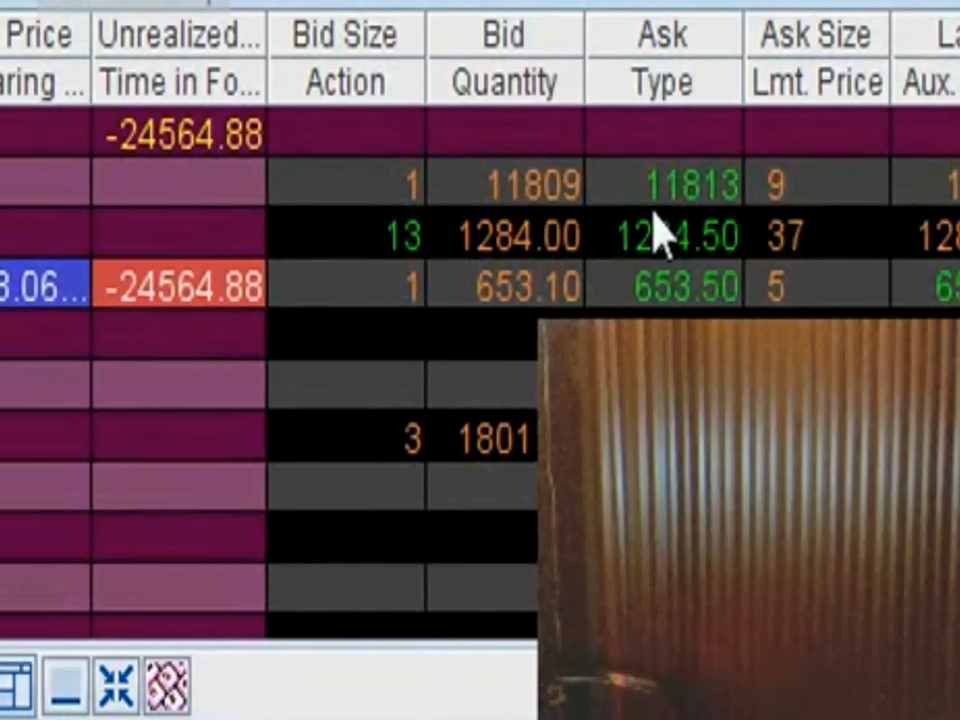 Price Unrealized... Bid Size Bid Ask Ask Size
...Time in Fo... Action Quantity Type Lmt. Price Aux.
-24564.88
1 11809 11813 9
13 1284.00 37
-24564.88 1 653.10 653.50 5
3 1801